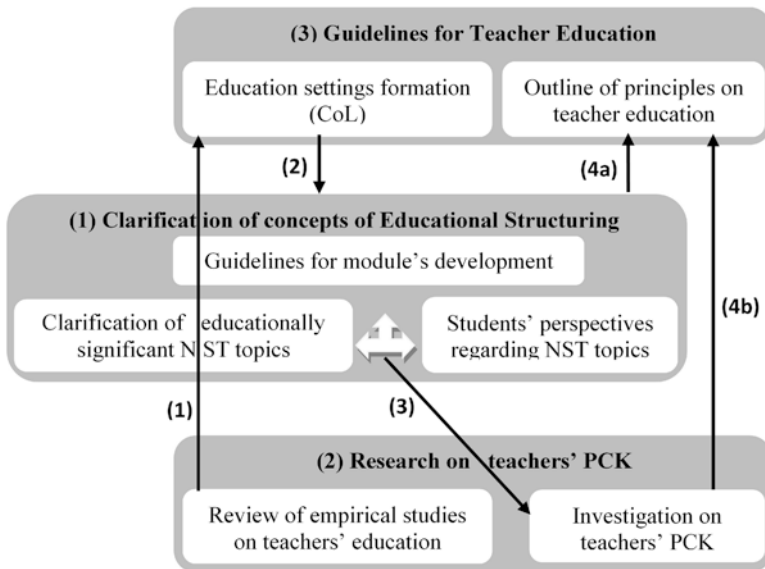 (3) Guidelines for Teacher Education
Education settings formation
(CoL)
Outline of principles on
teacher education
(2)
(4a)
(1) Clarification of concepts of Educational Structuring
Guidelines for module's development
Clarification of educationally
significant NST topics
Students' perspectives
regarding NST topics
(4b)
(1)
(3)
(2) Research on teachers' PCK
Review of empirical studies
on teachers' education
Investigation on
teachers' PCK